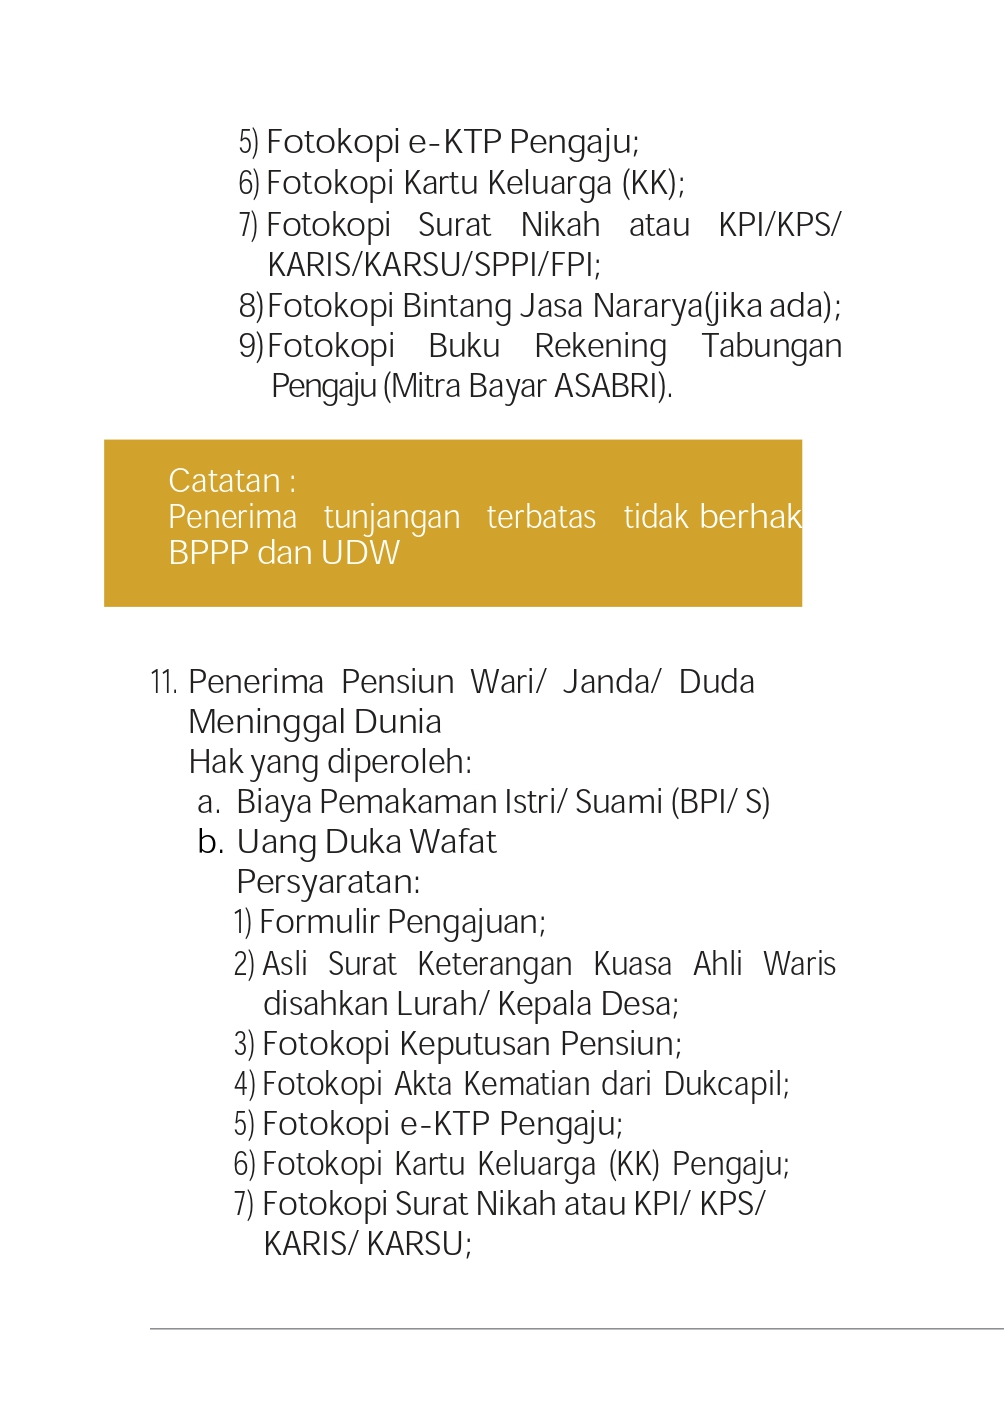 5) Fotokopi e-KTP Pengaju;
6) Fotokopi Kartu Keluarga (KK);
7) Fotokopi Surat Nikah atau KPI/KPS/
KARIS/KARSU/SPPI/FPI;
8) Fotokopi Bintang Jasa Nararya(jika ada);
9) Fotokopi Buku Rekening Tabungan
Pengaju (Mitra Bayar ASABRI).
Catatan :
Penerima tunjangan terbatas tidak berhak
BPPP dan UDW
11. Penerima Pensiun Wari/ Janda/ Duda
Meninggal Dunia
Hak yang diperoleh:
a. Biaya Pemakaman Istri/ Suami (BPI/ S)
b. Uang Duka Wafat
Persyaratan:
1) Formulir Pengajuan;
2) Asli Surat Keterangan Kuasa Ahli Waris
disahkan Lurah/ Kepala Desa;
3) Fotokopi Keputusan Pensiun;
4) Fotokopi Akta Kematian dari Dukcapil;
5) Fotokopi e-KTP Pengaju;
6) Fotokopi Kartu Keluarga (KK) Pengaju;
7) Fotokopi Surat Nikah atau KPI/ KPS/
KARIS/ KARSU;